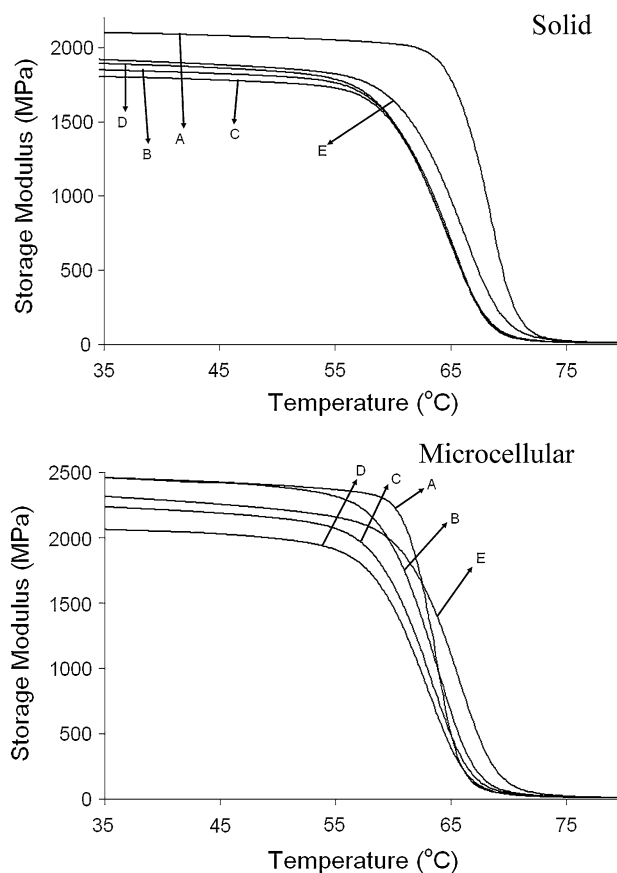 Solid
Storage Modulus (MPa)
2000
1500
1000
500
0
D
B
A
C
E
35
45
55
65
75
Temperature (°C)
Microcellular
Storage Modulus (MPa)
2500
2000
1500
1000
500
0
D
C
A
B
E
35
45
55
65
75
Temperature (°C)